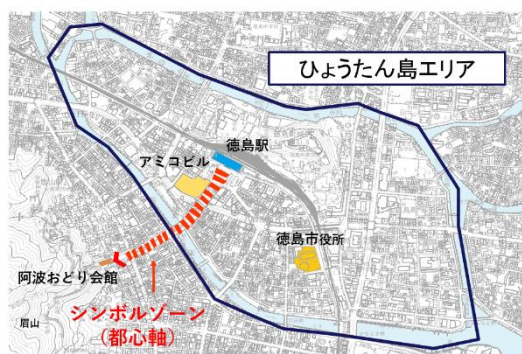 ひょうたん島エリア
徳島駅
アミコビル
徳島市役所
阿波おどり会館
シンボルゾーン
（都心軸）
眉山